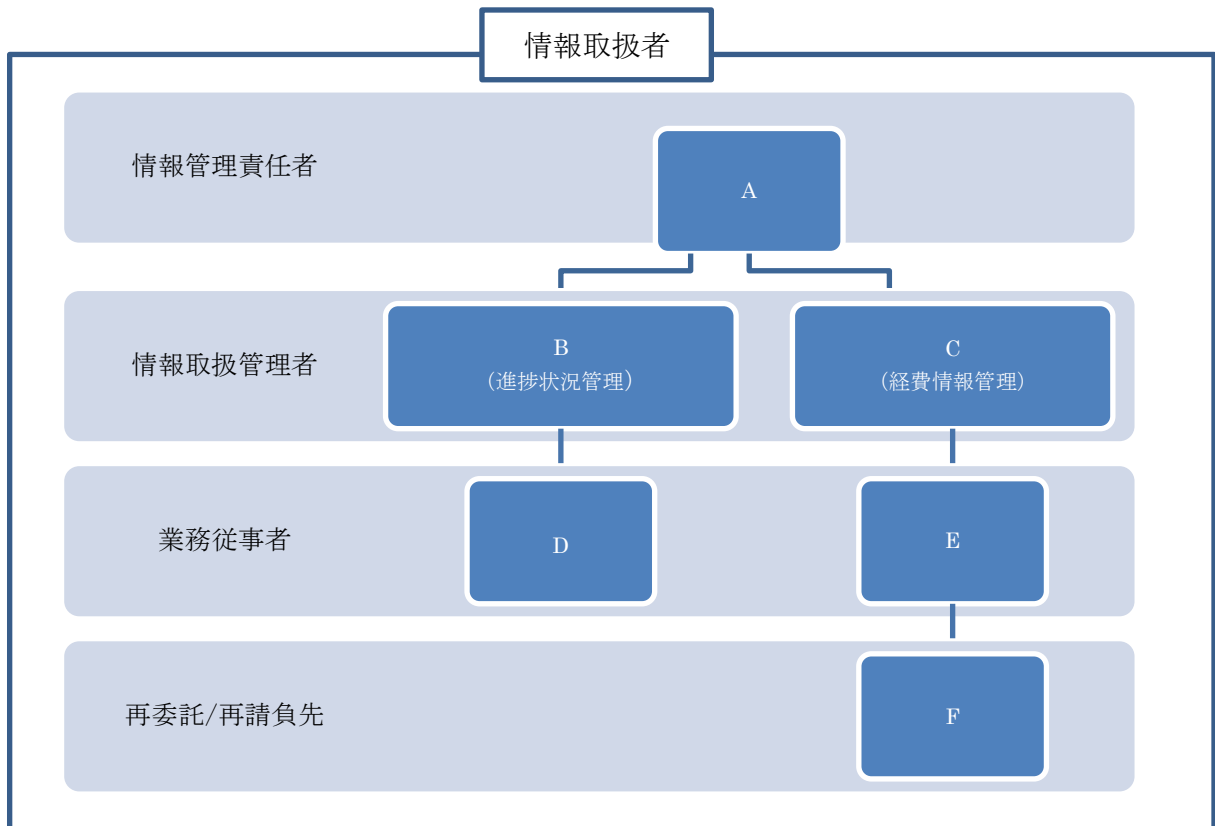 情報取扱者
情報管理責任者
A
情報取扱管理者
B
（進捗状況管理）
C
（経費情報管理）
業務従事者
D
E
再委託/再請負先
F